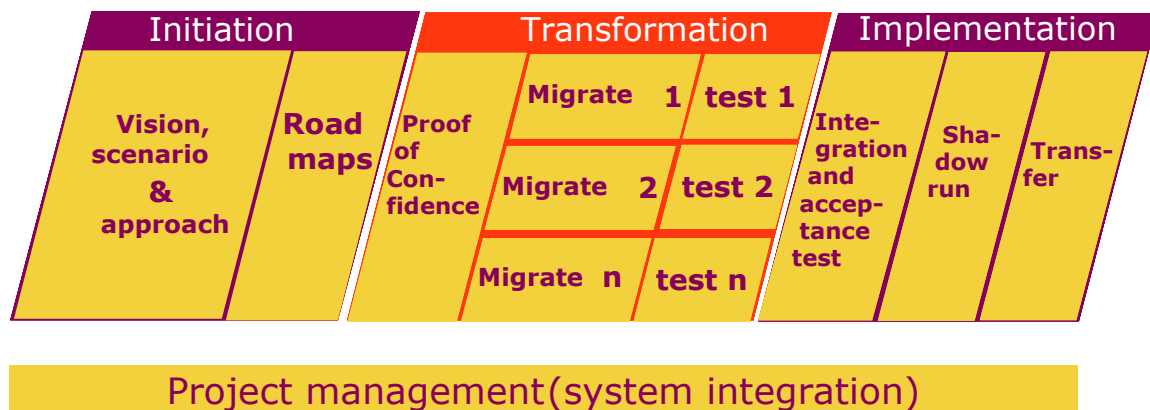 Initiation
Transformation
Implementation
Vision,
scenario
&
approach
Road
maps
Proof
of
Con-
fidence
Migrate 1
test 1
Migrate 2
test 2
Migrate n
test n
Inte-
gration
and
accep-
tance
test
Sha-
dow
run
Trans-
fer
Project management(system integration)